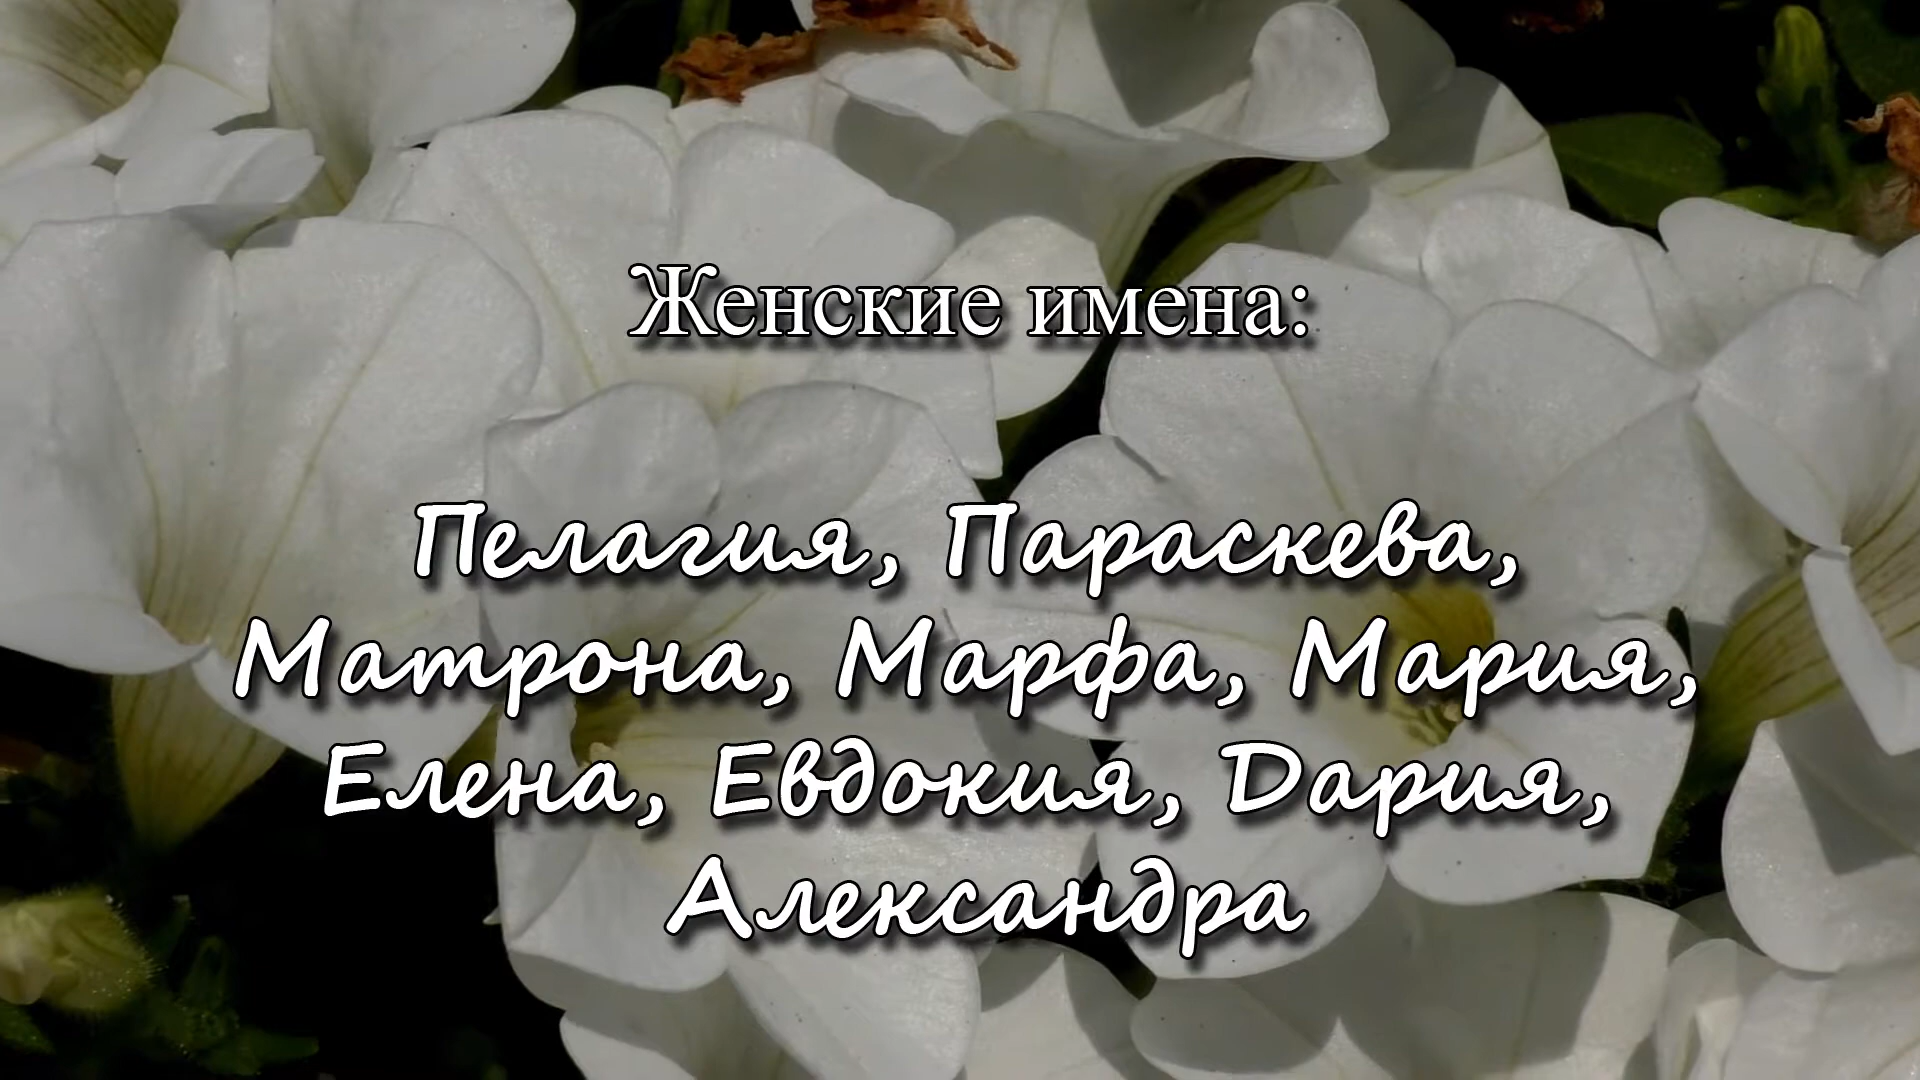 Женские имена:
Пелагия, Параскева,
Матрона, Марфа, Мария,
Елена, Евдокия, Дария,
Александра